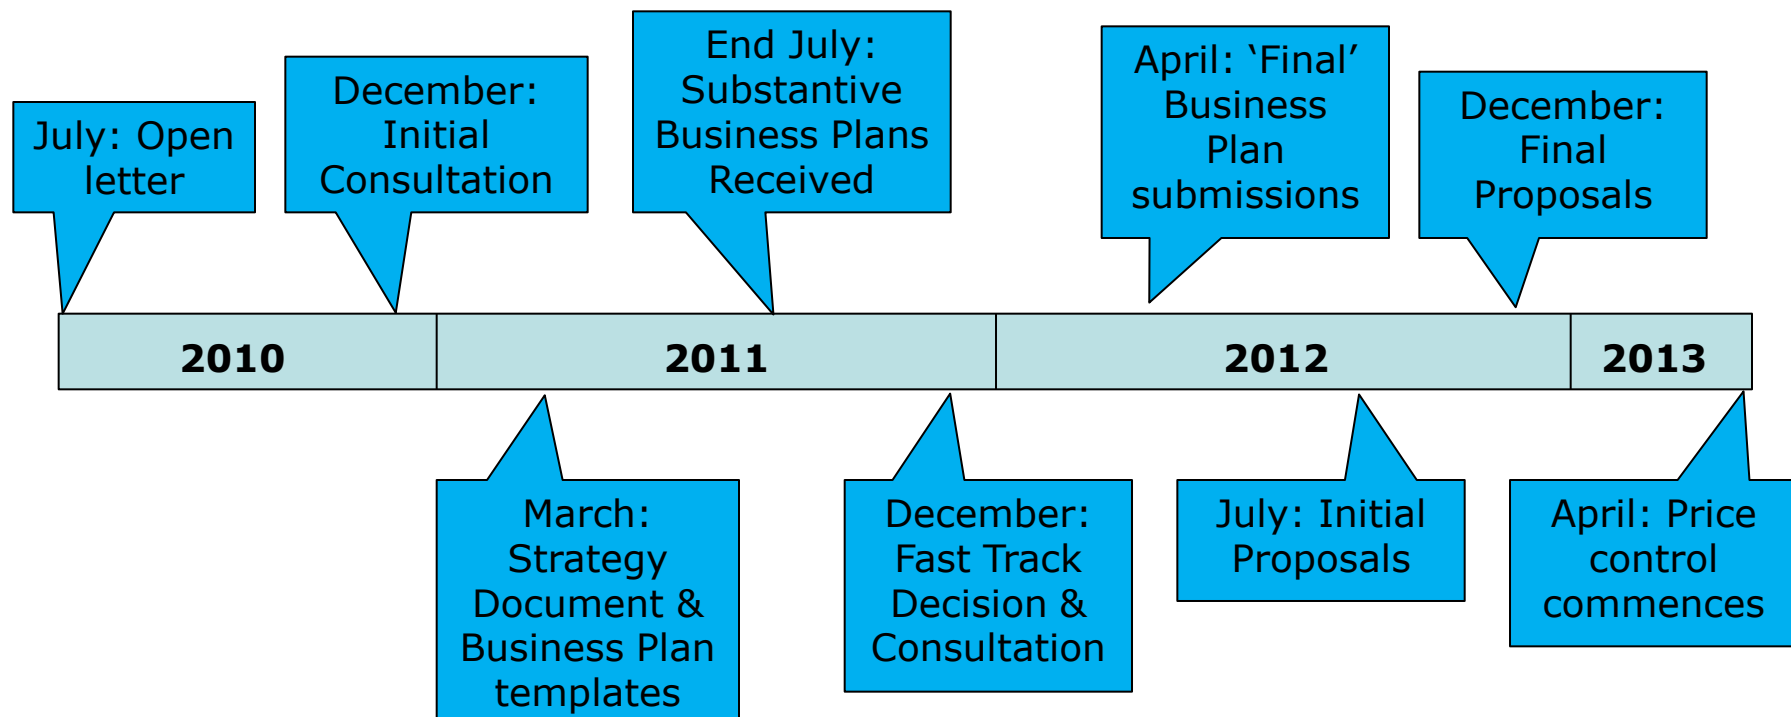 July: Open
letter
December:
Initial
Consultation
End July:
Substantive
Business Plans
Received
April: ‘Final’
Business
Plan
submissions
December:
Final
Proposals
2010
2011
2012
2013
March:
Strategy
Document &
Business Plan
templates
December:
Fast Track
Decision &
Consultation
July: Initial
Proposals
April: Price
control
commences